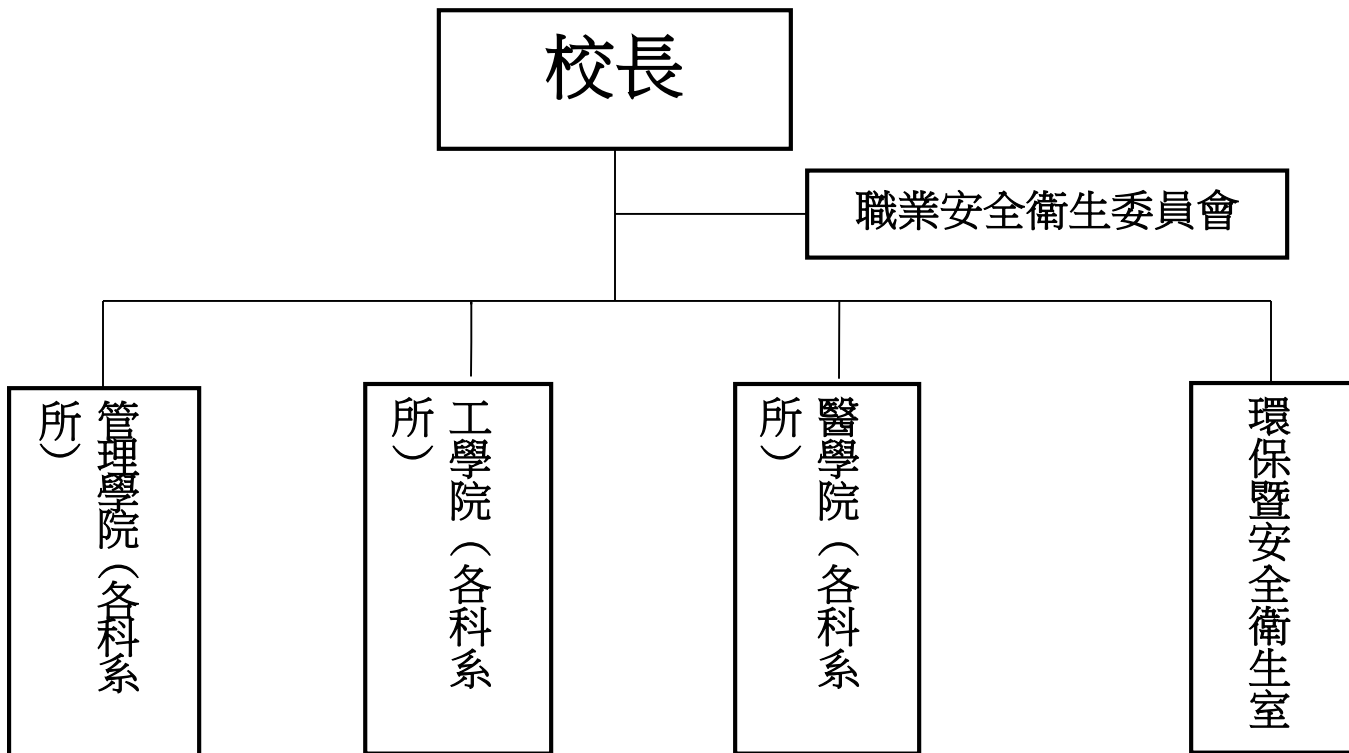 校長
職業安全衛生委員會
管理學院（各科系
所）
工學院（各科系
所）
醫學院（各科系
所）
環保暨安全衛生室